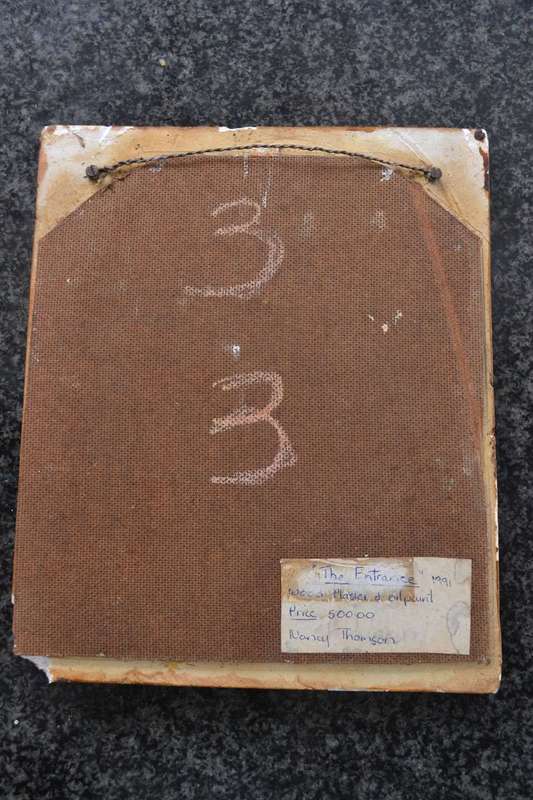 3
3
"The Entrance" 1991
Wood, Plaster & oilpaint
Price 500.00
Nancy Thomson